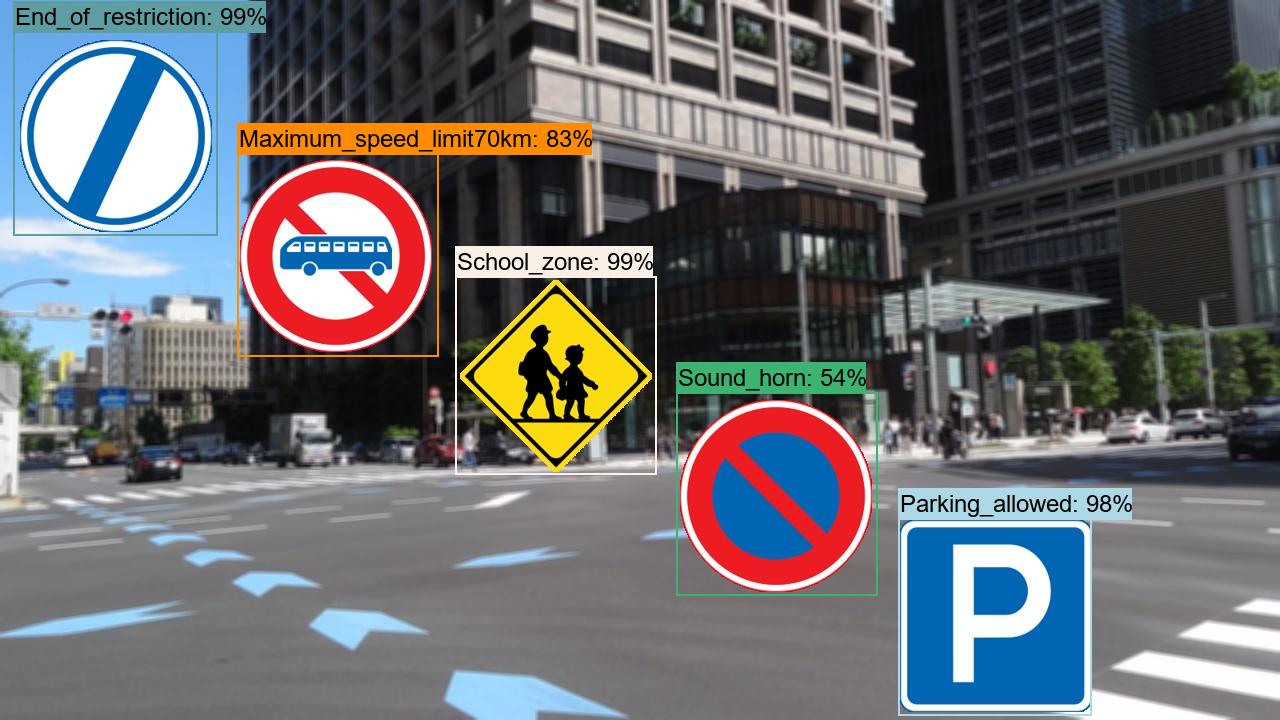 End_of_restriction: 99%
Maximum_speed_limit70km: 83%
School_zone: 99%
Sound_horn: 54%
Parking_allowed: 98%
P